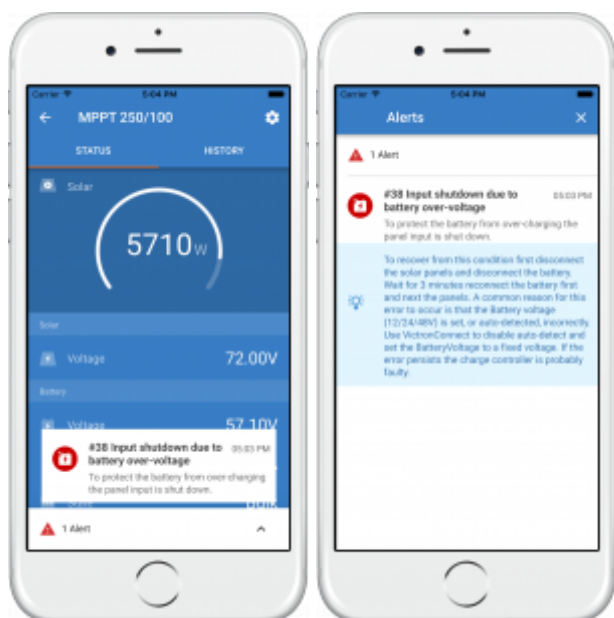 Carrier 5:04 PM
MPPT 250/100
STATUS HISTORY
Solar
5710W
Solar
Voltage 72.00V
Battery
Voltage 57.10V
#38 Input shutdown due to 05:03 PM
battery over-voltage
To protect the battery from over-charging
the panel input is shut down.
1 Alert
Carrier 5:04 PM
Alerts
1 Alert
#38 Input shutdown due to 05:03 PM
battery over-voltage
To protect the battery from over-charging the
panel input is shut down.
To recover from this condition first disconnect
the solar panels and disconnect the battery.
Wait for 3 minutes reconnect the battery first
and next the panels. A common reason for this
error to occur is that the Battery voltage
(12/24/48V) is set, or auto-detected, incorrectly.
Use VictronConnect to disable auto-detect and
set the BatteryVoltage to a fixed voltage. If the
error persists the charge controller is probably
faulty.